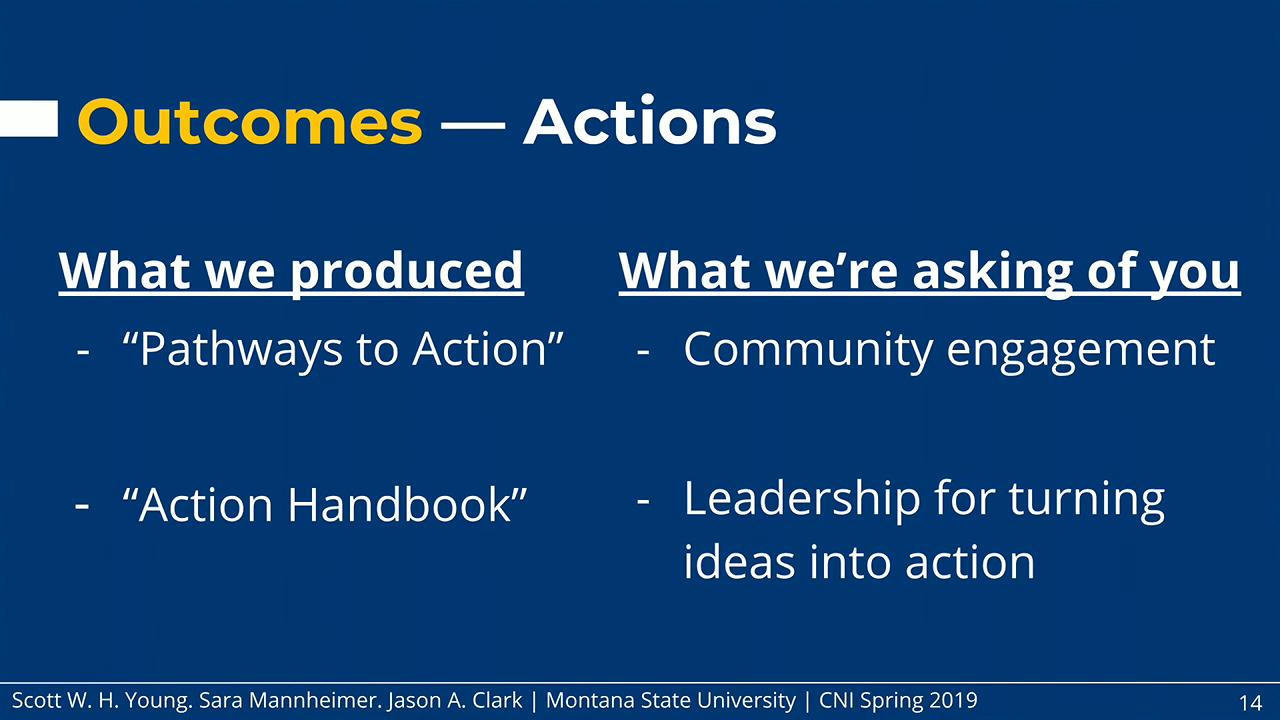 Outcomes — Actions
What we produced
- “Pathways to Action”
- “Action Handbook”
What we’re asking of you
- Community engagement
- Leadership for turning
ideas into action
Scott W. H. Young. Sara Mannheimer. Jason A. Clark | Montana State University | CNI Spring 2019
14